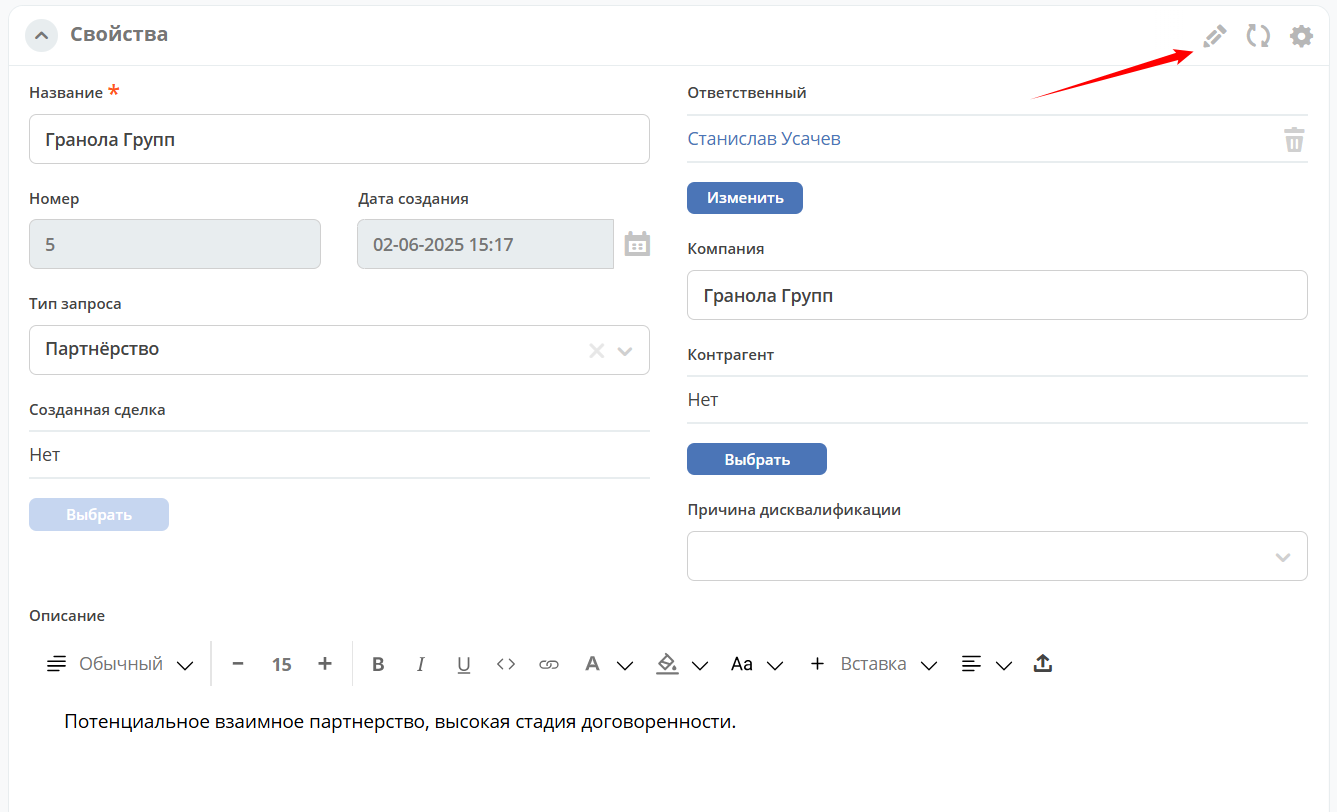 Свойства
Название *
Гранола Групп
Номер
Дата создания
5
02-06-2025 15:17
Тип запроса
Партнёрство
Созданная сделка
Нет
Выбрать
Ответственный
Станислав Усачев
Изменить
Компания
Гранола Групп
Контрагент
Нет
Выбрать
Причина дисквалификации
Описание
Обычный − 15 + B I U <> A Aa + Вставка
Потенциальное взаимное партнерство, высокая стадия договоренности.